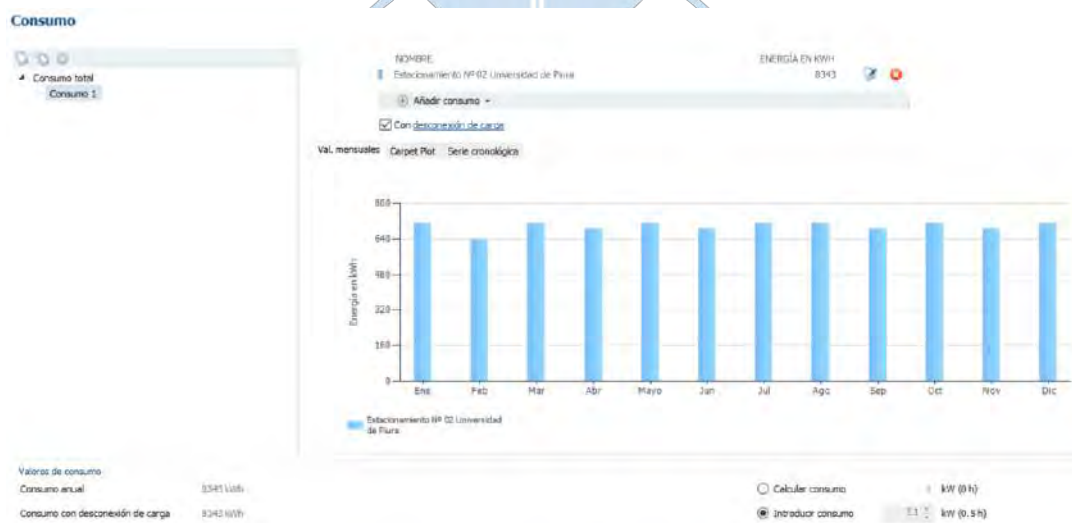 Consumo
NOMBRE ENERGÍA EN KWH
Estacionamiento Nº 02 Universidad de Piura 8343
Consumo total
Consumo 1
Añadir consumo
Con desconexión de carga
Val. mensuales Carpet Plot Serie cronológica
Energía en kWh
800
640
480
320
160
0
Ene Feb Mar Abr Mayo Jun Jul Ago Sep Oct Nov Dic
Estacionamiento Nº 02 Universidad
de Piura
Valores de consumo
Consumo anual 8343 kWh
Consumo con desconexión de carga 8343 kWh
Calcular consumo kW (0 h)
Introducir consumo kW (0.5 h)